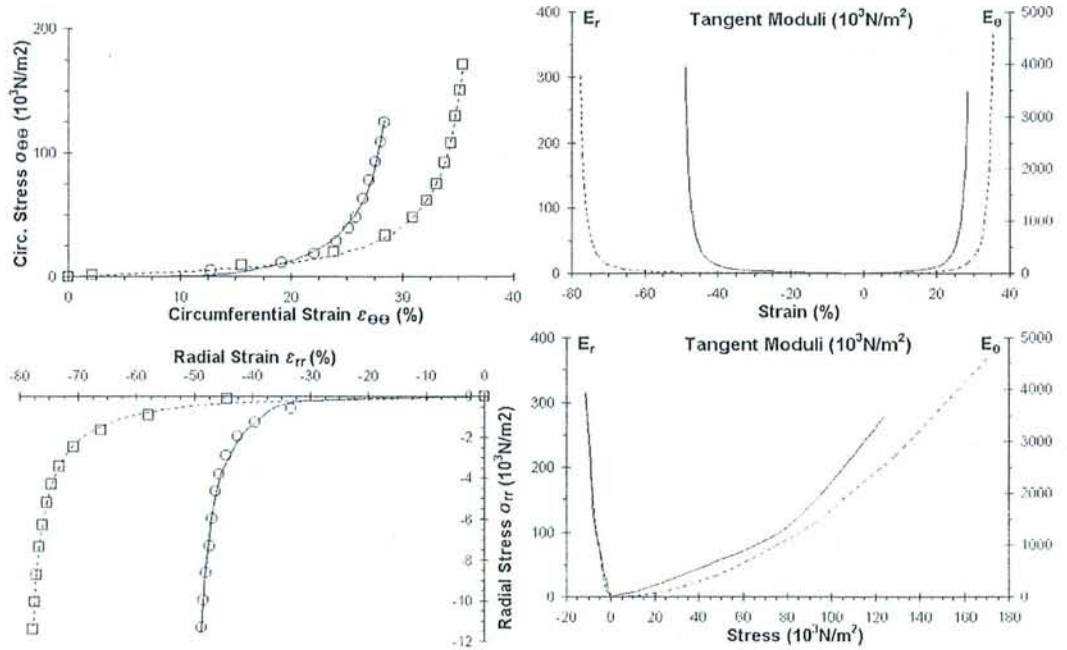 Circ. Stress σΘΘ (10³N/m2)
200
100
0
0 10 20 30 40
Circumferential Strain εΘΘ (%)
Er Tangent Moduli (10³N/m²) Eθ
400 5000
300 4000
3000
200
2000
100
1000
0 0
-80 -60 -40 -20 0 20 40
Strain (%)
Radial Strain εrr (%)
-80 -70 -60 -50 -40 -30 -20 -10 0
0
-2
-4
-6
-8
-10
-12
Radial Stress σrr (10³N/m2)
Er Tangent Moduli (10³N/m²) Eθ
400 5000
300 4000
3000
200
2000
100
1000
0 0
-20 0 20 40 60 80 100 120 140 160 180
Stress (10³N/m²)